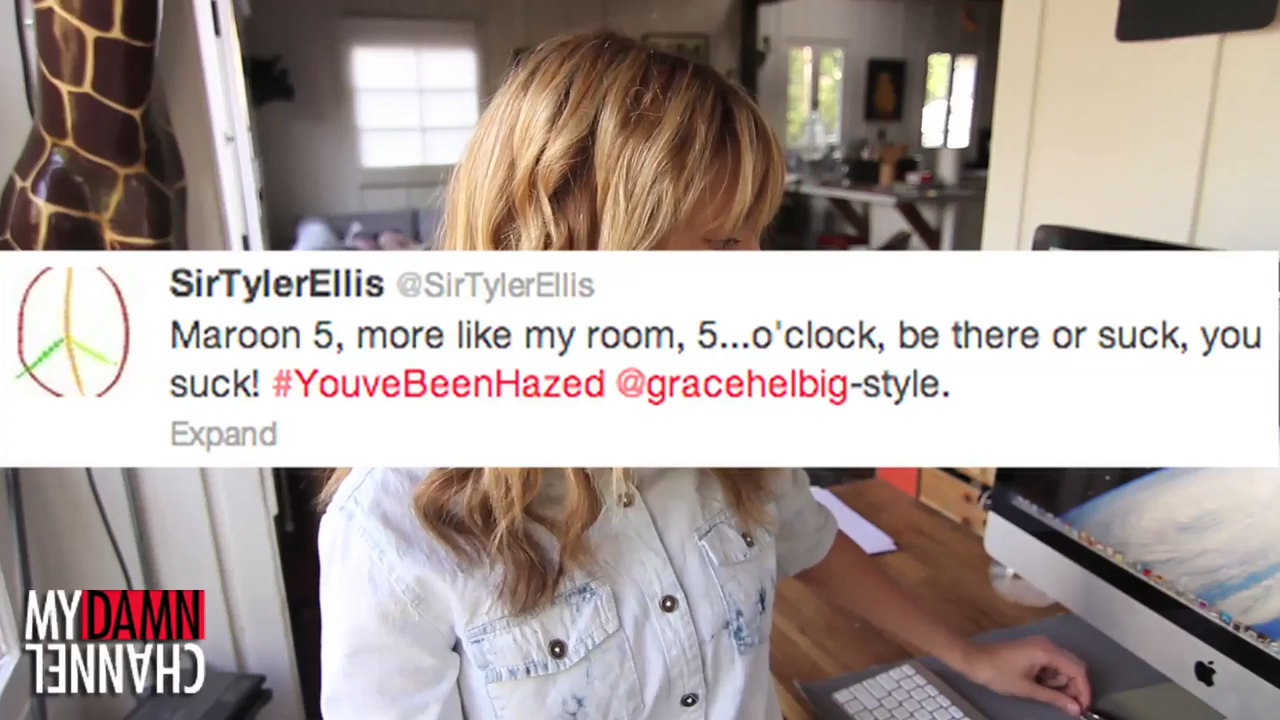 SirTylerEllis @SirTylerEllis
Maroon 5, more like my room, 5...o'clock, be there or suck, you
suck! #YouveBeenHazed @gracehelbig-style.
Expand
MYDAMN
CHANNEL